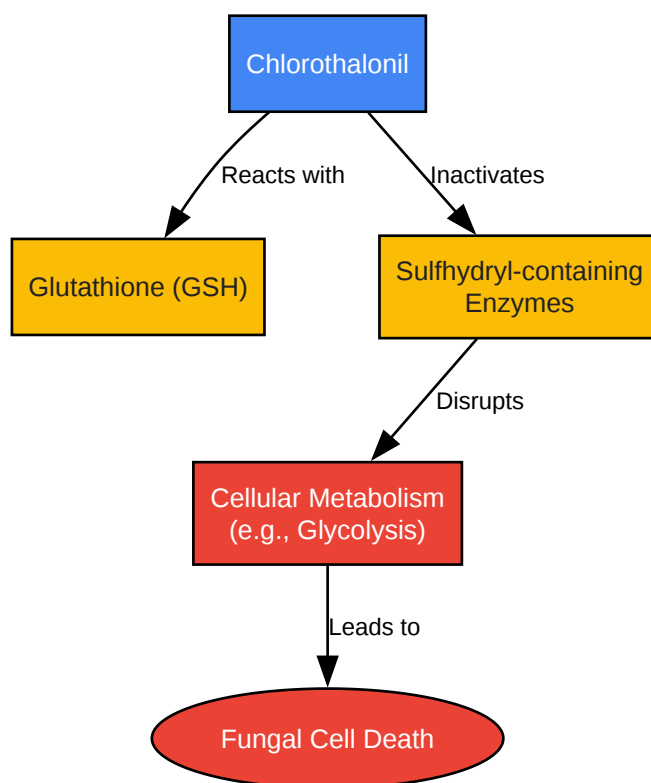 Chlorothalonil
Reacts with
Inactivates
Glutathione (GSH)
Sulfhydryl-containing
Enzymes
Disrupts
Cellular Metabolism
(e.g., Glycolysis)
Leads to
Fungal Cell Death